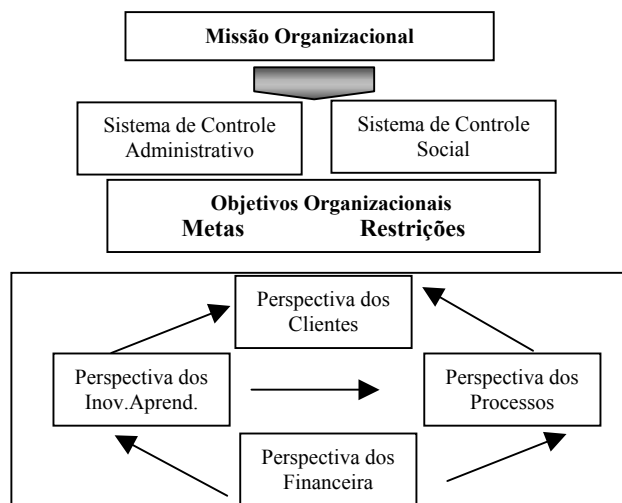 Missão Organizacional
Sistema de Controle
Administrativo
Sistema de Controle
Social
Objetivos Organizacionais
Metas Restrições
Perspectiva dos
Clientes
Perspectiva dos
Inov.Aprend.
Perspectiva dos
Processos
Perspectiva dos
Financeira